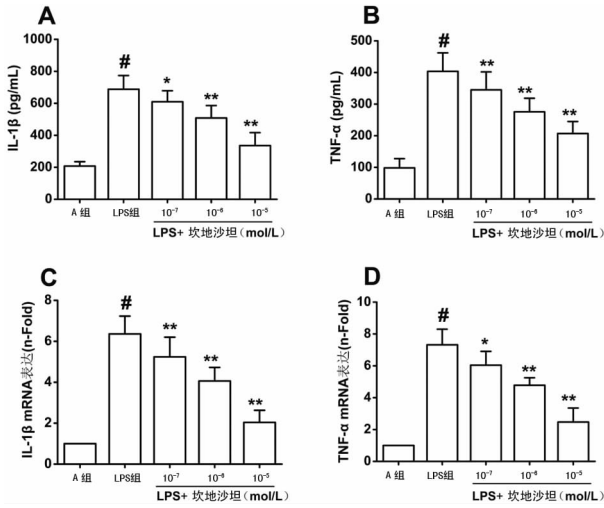 A
IL-1β (pg/mL)
1000
800
600
400
200
0
#
*
**
**
A 组
LPS组
10⁻⁷
10⁻⁶
10⁻⁵
LPS+ 坎地沙坦（mol/L）
B
TNF-α (pg/mL)
500
400
300
200
100
0
#
**
**
**
A 组
LPS组
10⁻⁷
10⁻⁶
10⁻⁵
LPS+ 坎地沙坦（mol/L）
C
IL-1β mRNA表达(n-Fold)
8
6
4
2
0
#
**
**
**
A 组
LPS组
10⁻⁷
10⁻⁶
10⁻⁵
LPS+ 坎地沙坦（mol/L）
D
TNF-α mRNA表达(n-Fold)
10
8
6
4
2
0
#
*
**
**
A 组
LPS组
10⁻⁷
10⁻⁶
10⁻⁵
LPS+ 坎地沙坦（mol/L）